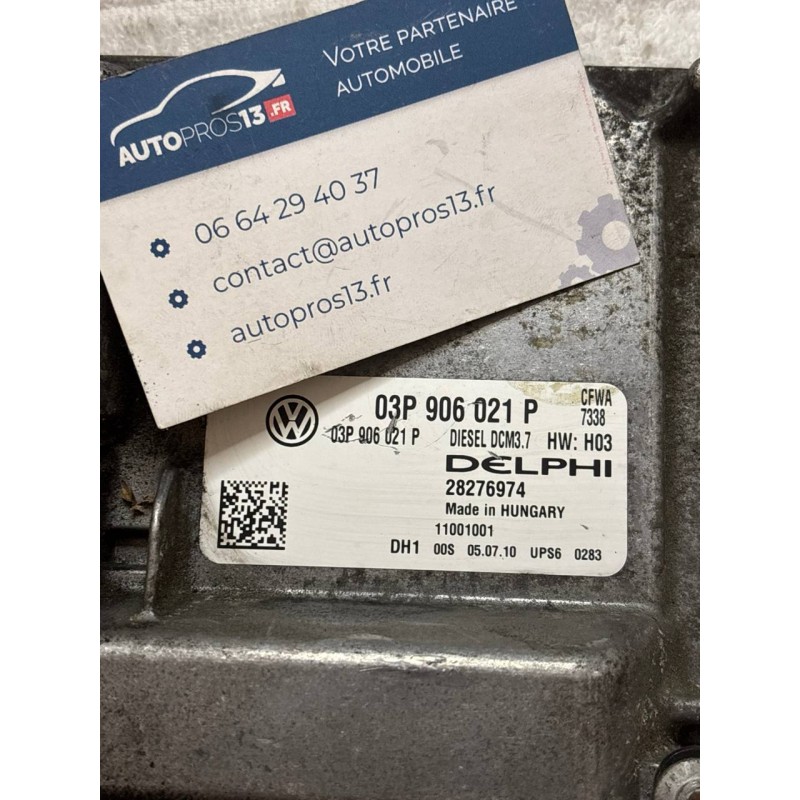 VOTRE PARTENAIRE
AUTOMOBILE
AUTOPROS13.FR
06 64 29 40 37
contact@autopros13.fr
autopros13.fr
03P 906 021 P
CFWA
7338
03P 906 021 P DIESEL DCM3.7 HW: H03
DELPHI
28276974
Made in HUNGARY
11001001
DH1 00S 05.07.10 UPS6 0283